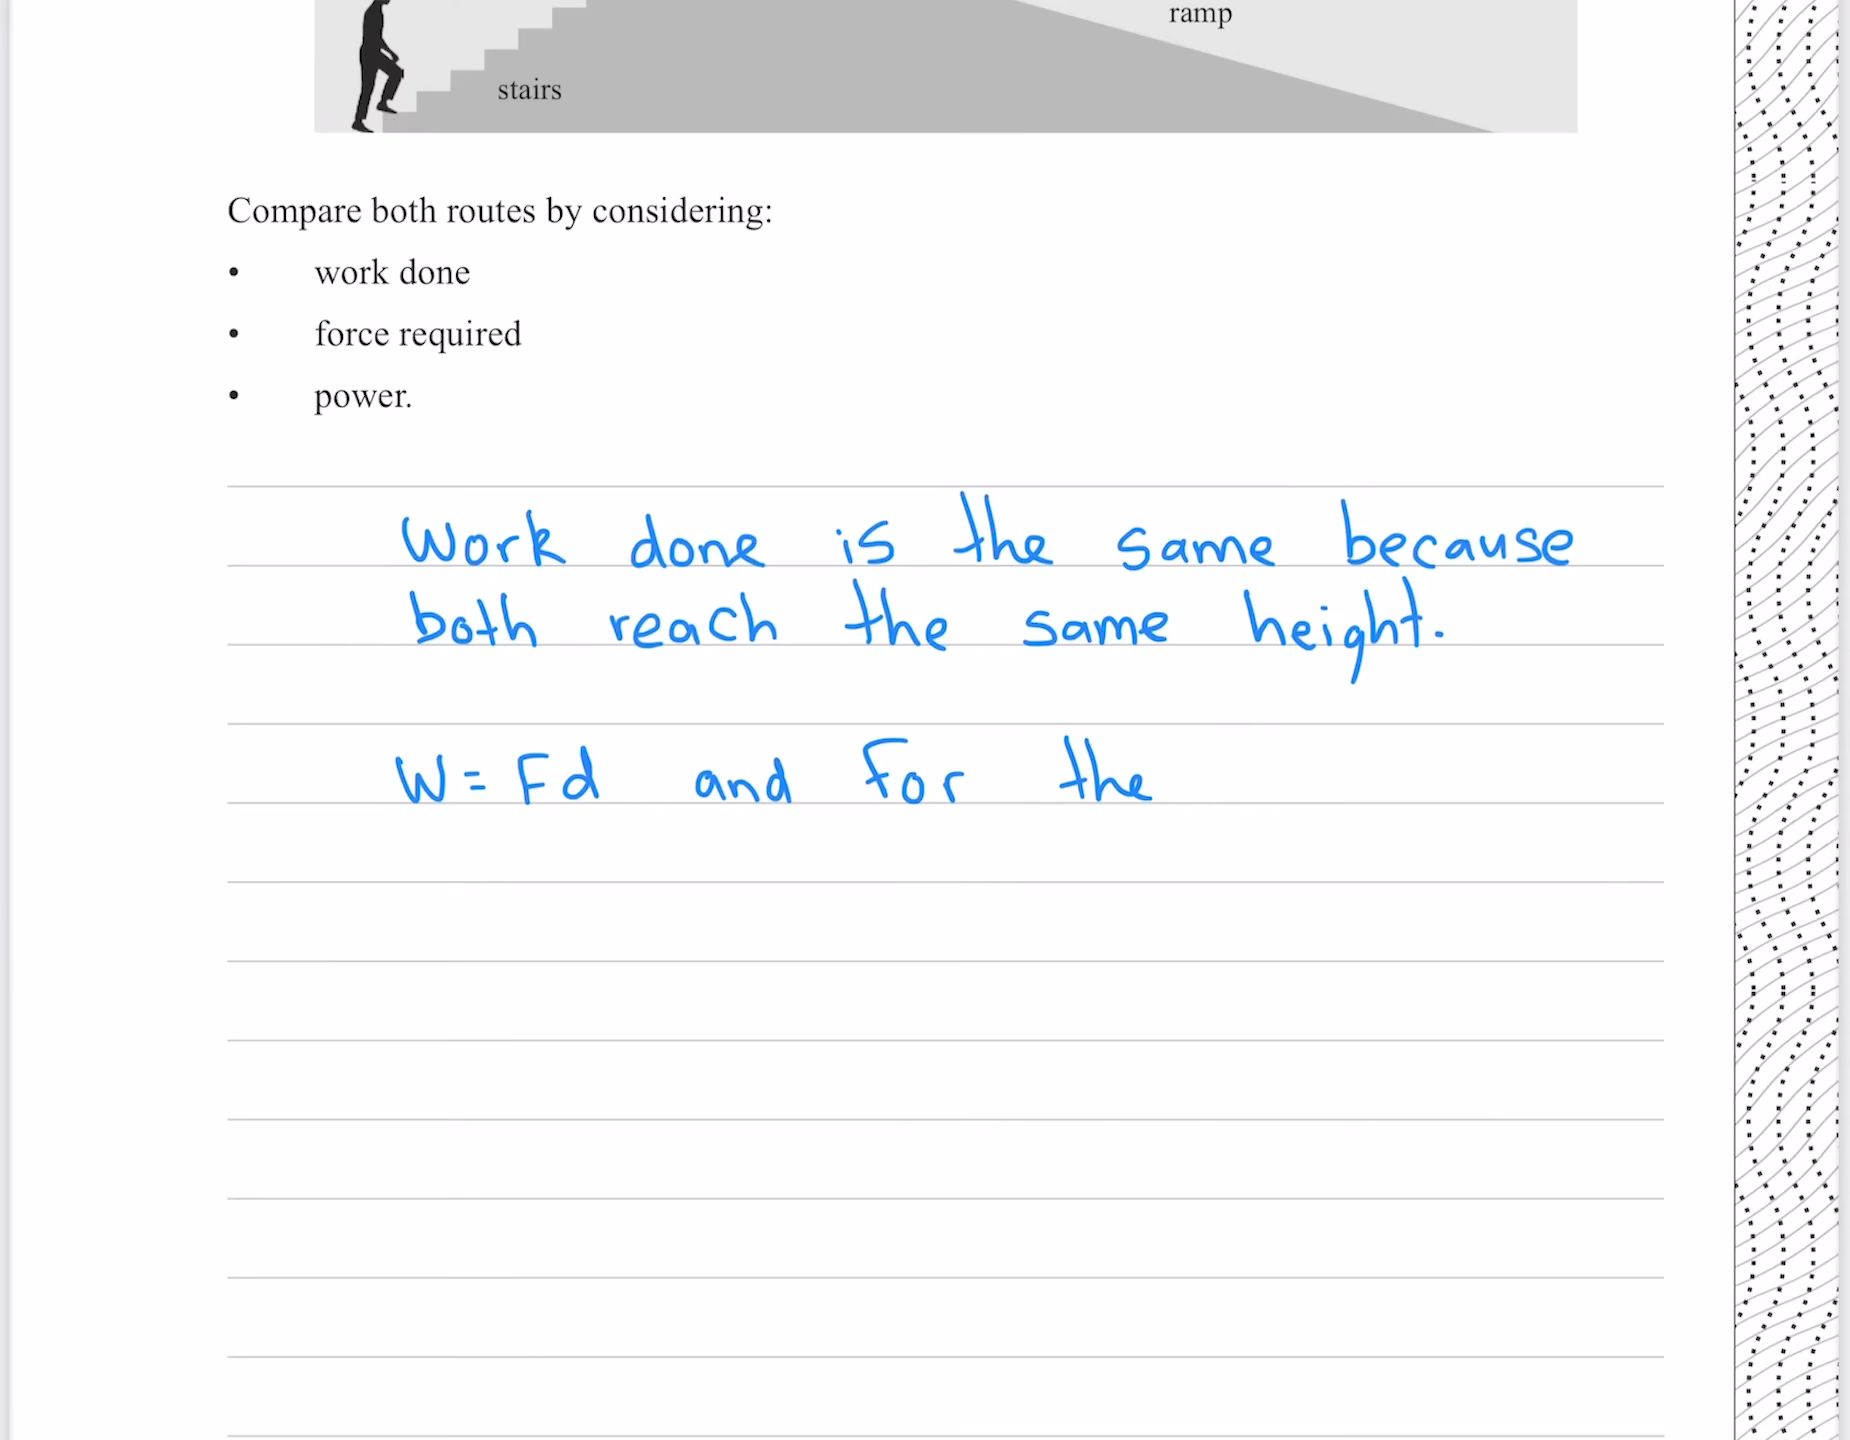 ramp
stairs
Compare both routes by considering:
• work done
• force required
• power.
Work done is the same because
both reach the same height.
W = Fd and for the